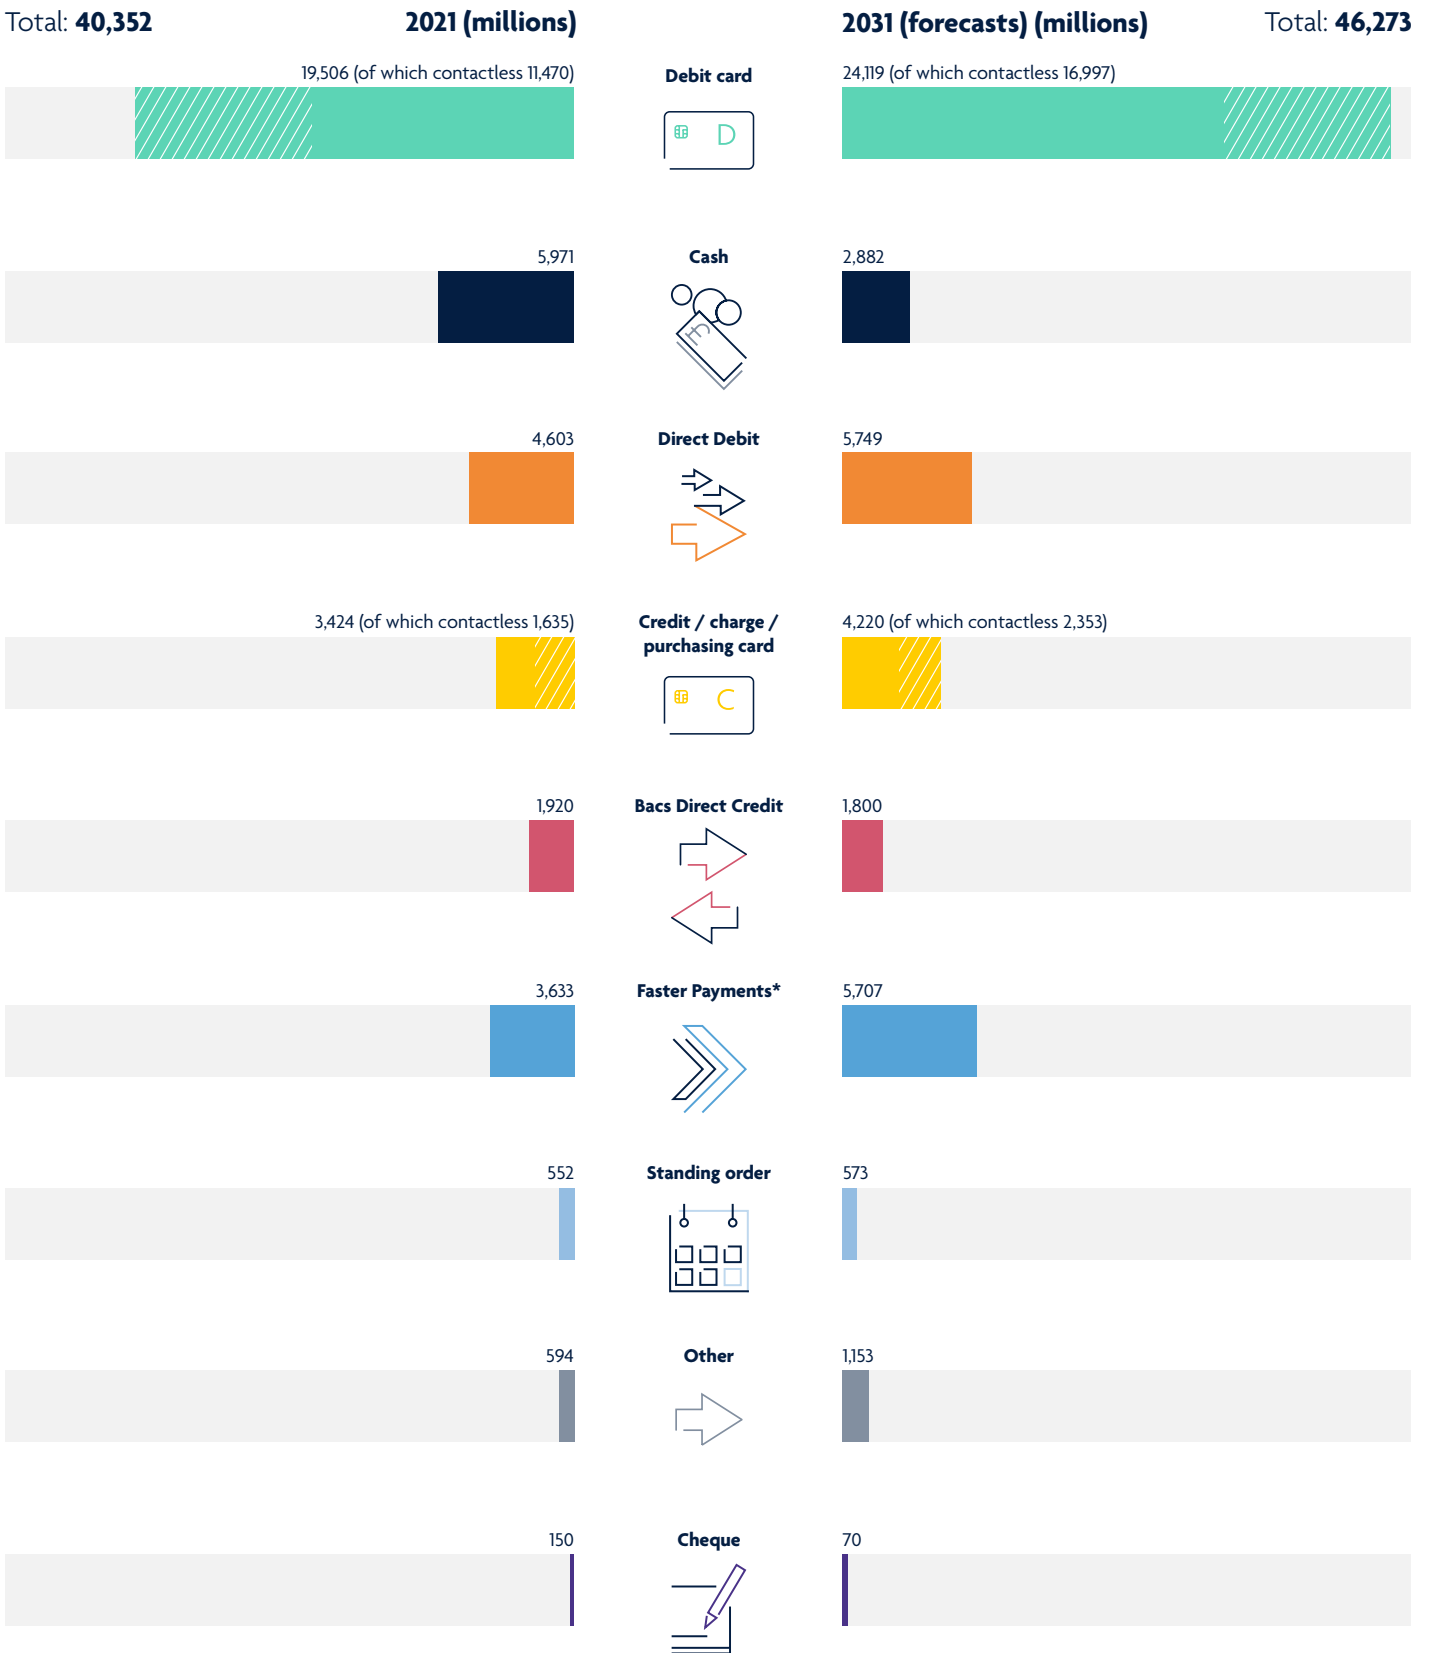 Total: 40,352
2021 (millions)
2031 (forecasts) (millions)
Total: 46,273
19,506 (of which contactless 11,470)
Debit card
24,119 (of which contactless 16,997)
D
5,971
Cash
2,882
£
4,603
Direct Debit
5,749
3,424 (of which contactless 1,635)
Credit / charge /
purchasing card
4,220 (of which contactless 2,353)
C
1,920
Bacs Direct Credit
1,800
3,633
Faster Payments*
5,707
552
Standing order
573
594
Other
1,153
150
Cheque
70